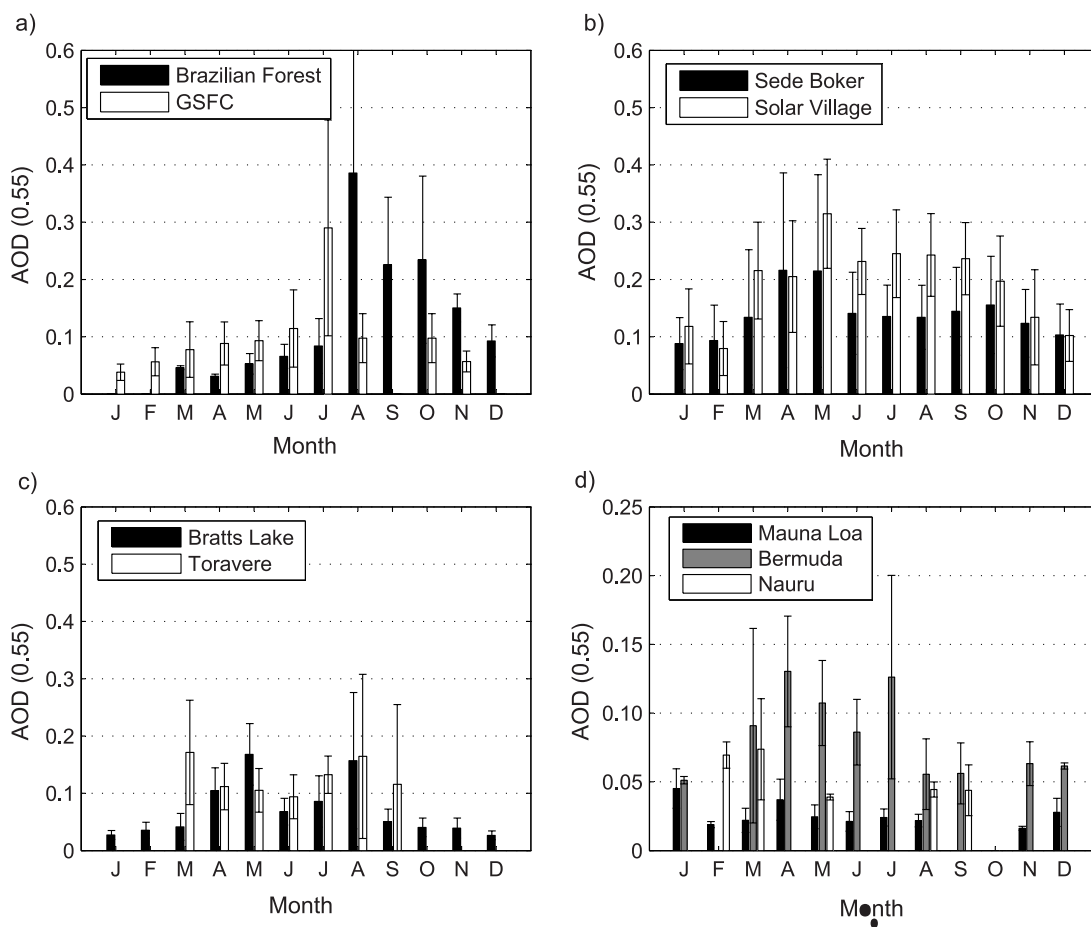 a)
0.6
0.5
0.4
0.3
0.2
0.1
0
AOD (0.55)
Brazilian Forest
GSFC
J F M A M J J A S O N D
Month
b)
0.6
0.5
0.4
0.3
0.2
0.1
0
AOD (0.55)
Sede Boker
Solar Village
J F M A M J J A S O N D
Month
c)
0.6
0.5
0.4
0.3
0.2
0.1
0
AOD (0.55)
Bratts Lake
Toravere
J F M A M J J A S O N D
Month
d)
0.25
0.20
0.15
0.10
0.05
0
AOD (0.55)
Mauna Loa
Bermuda
Nauru
J F M A M J J A S O N D
Month